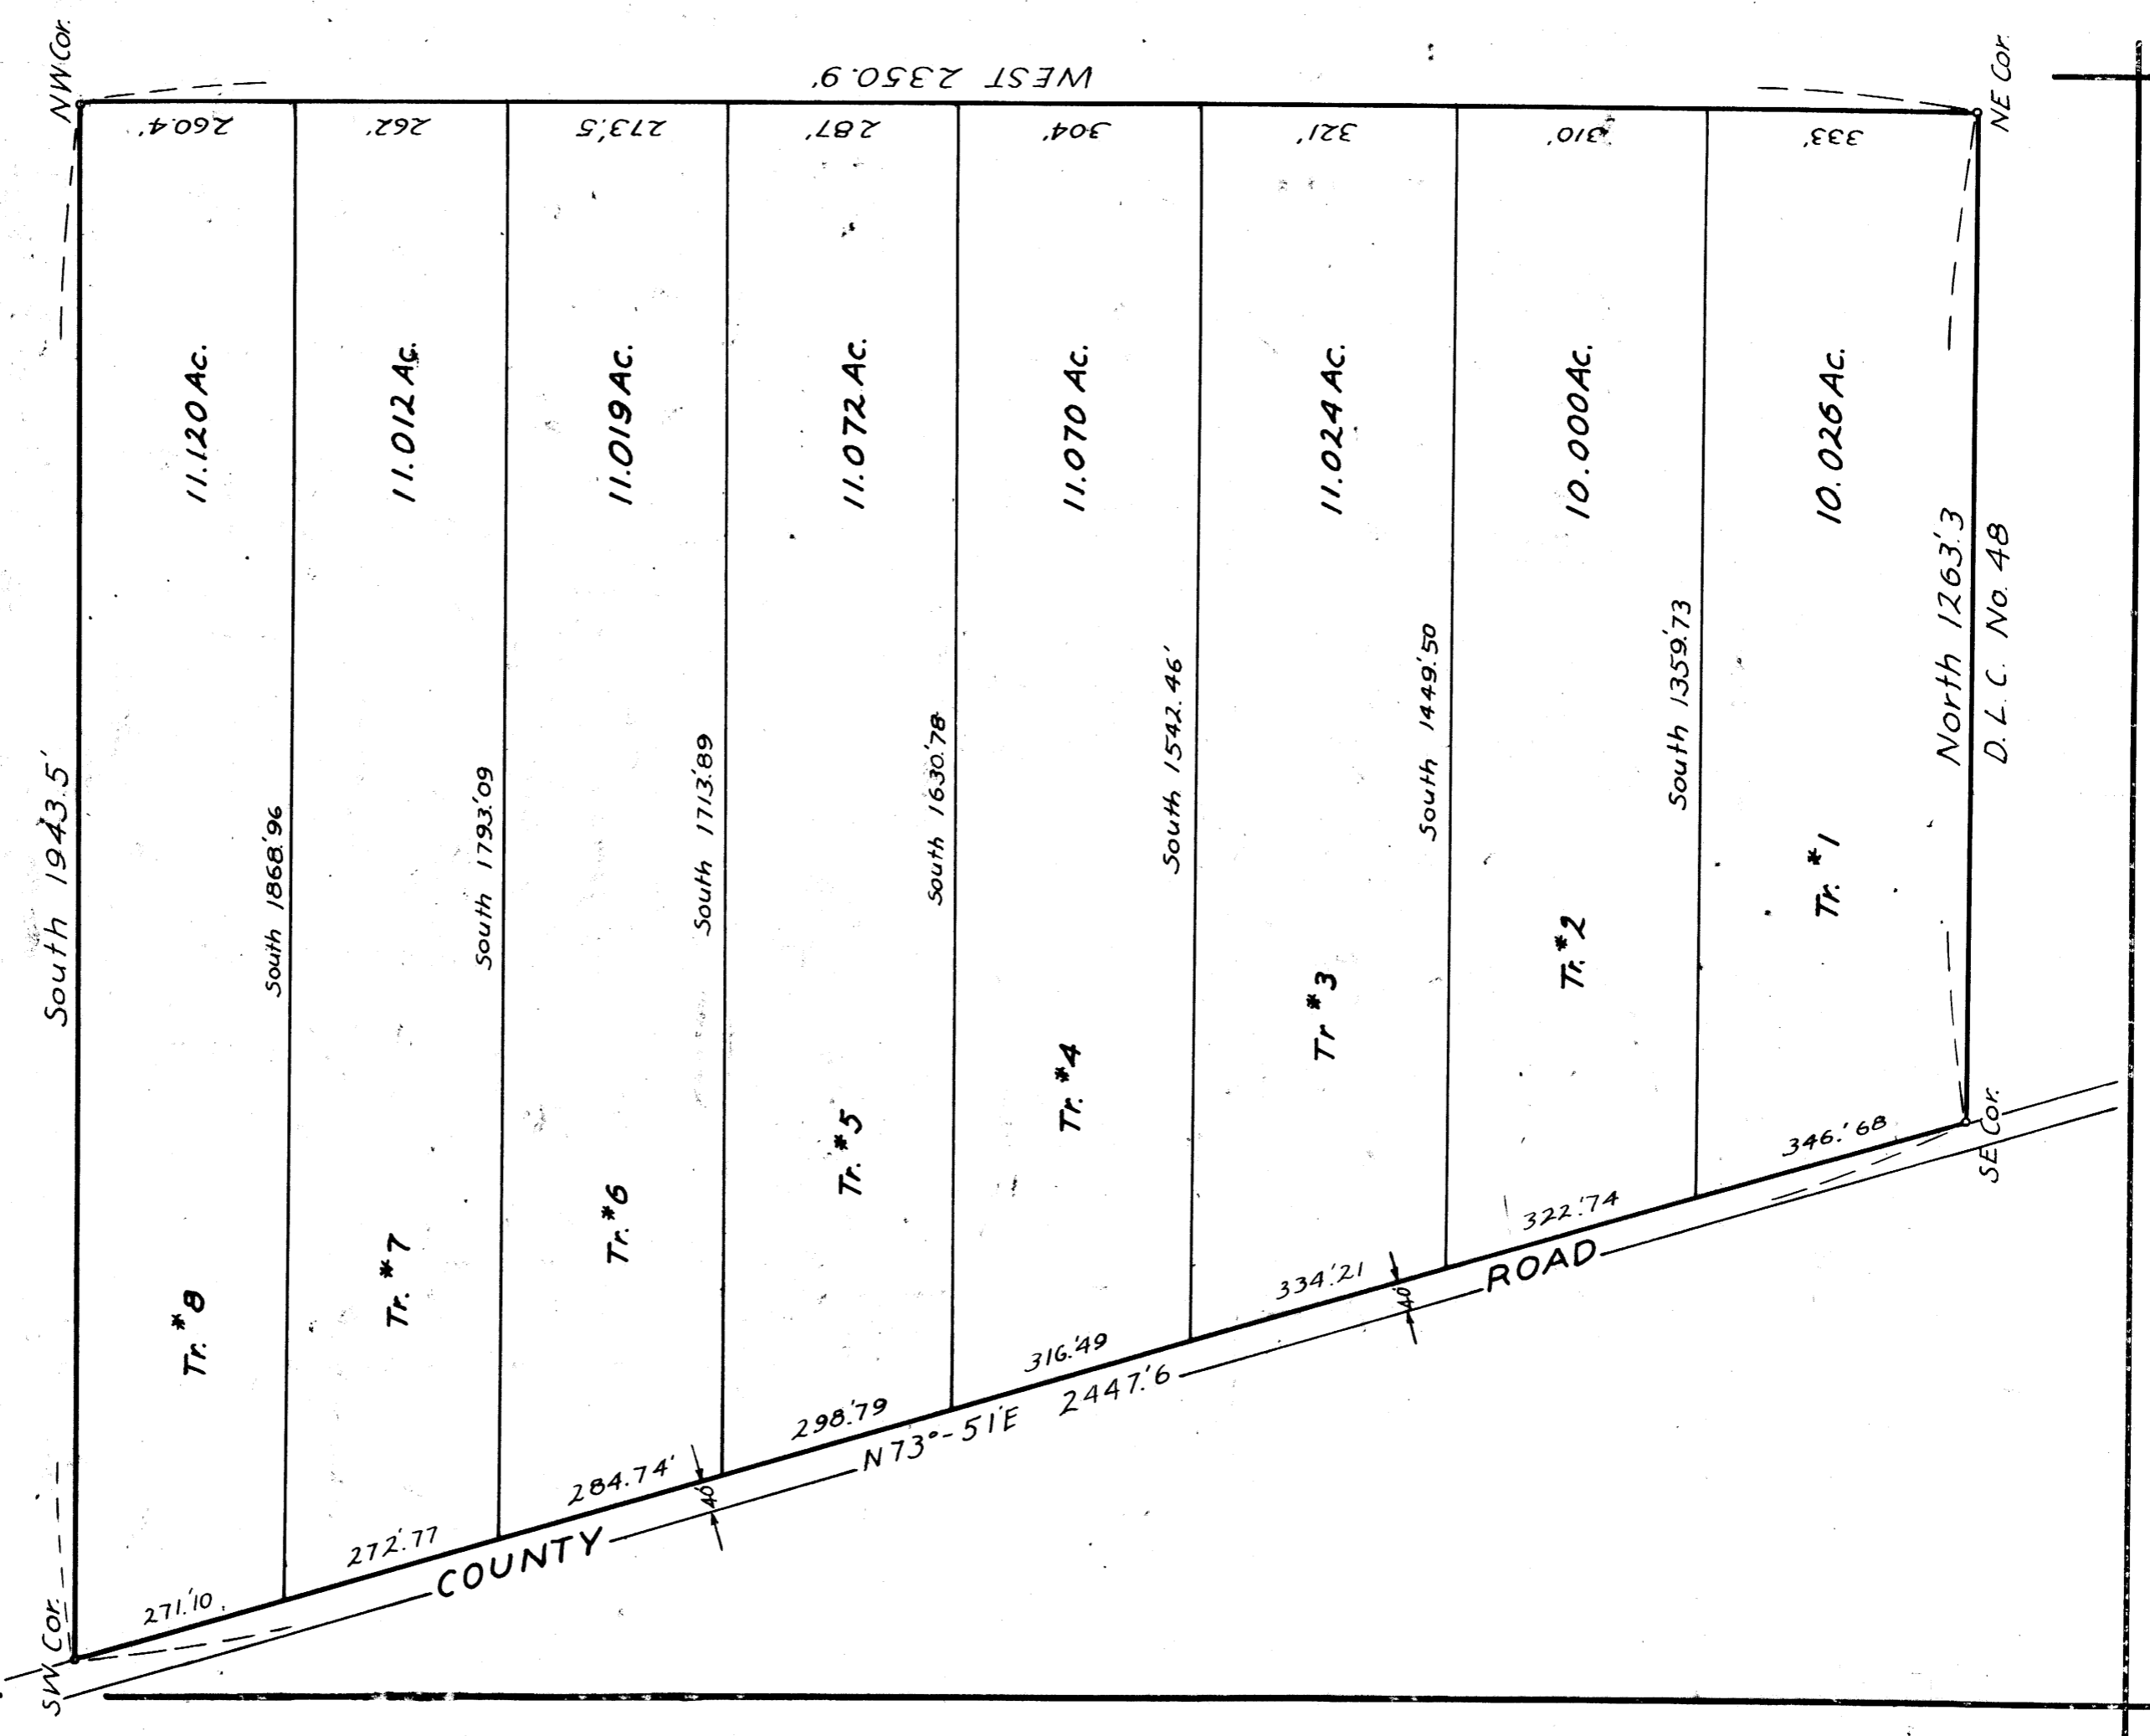 NW Cor.
WEST 2350.9'
NE Cor.
260.4'
262'
273.'5
287.'
304'
321.'
310.'
333.'
11.120 Ac.
11.012 Ac.
11.019 Ac.
11.072 Ac.
11.070 Ac.
11.024 Ac.
10.000 Ac.
10.026 Ac.
South 1943.5'
South 1868.'96
South 1793.'09
South 1713.'89
South 1630.'78
South 1542.46'
South 1449.'50
South 1359.'73
North 1263.'3
D. L. C. No. 48
Tr. #8
Tr. #7
Tr. #6
Tr. #5
Tr. #4
Tr #3
Tr. #2
Tr. #1
271.'10
272.'77
284.74'
298.'79
316.'49
334.'21
322.'74
346.'68
40'
40'
COUNTY
N 73°-51'E 2447.'6
ROAD
SW Cor.
SE Cor.